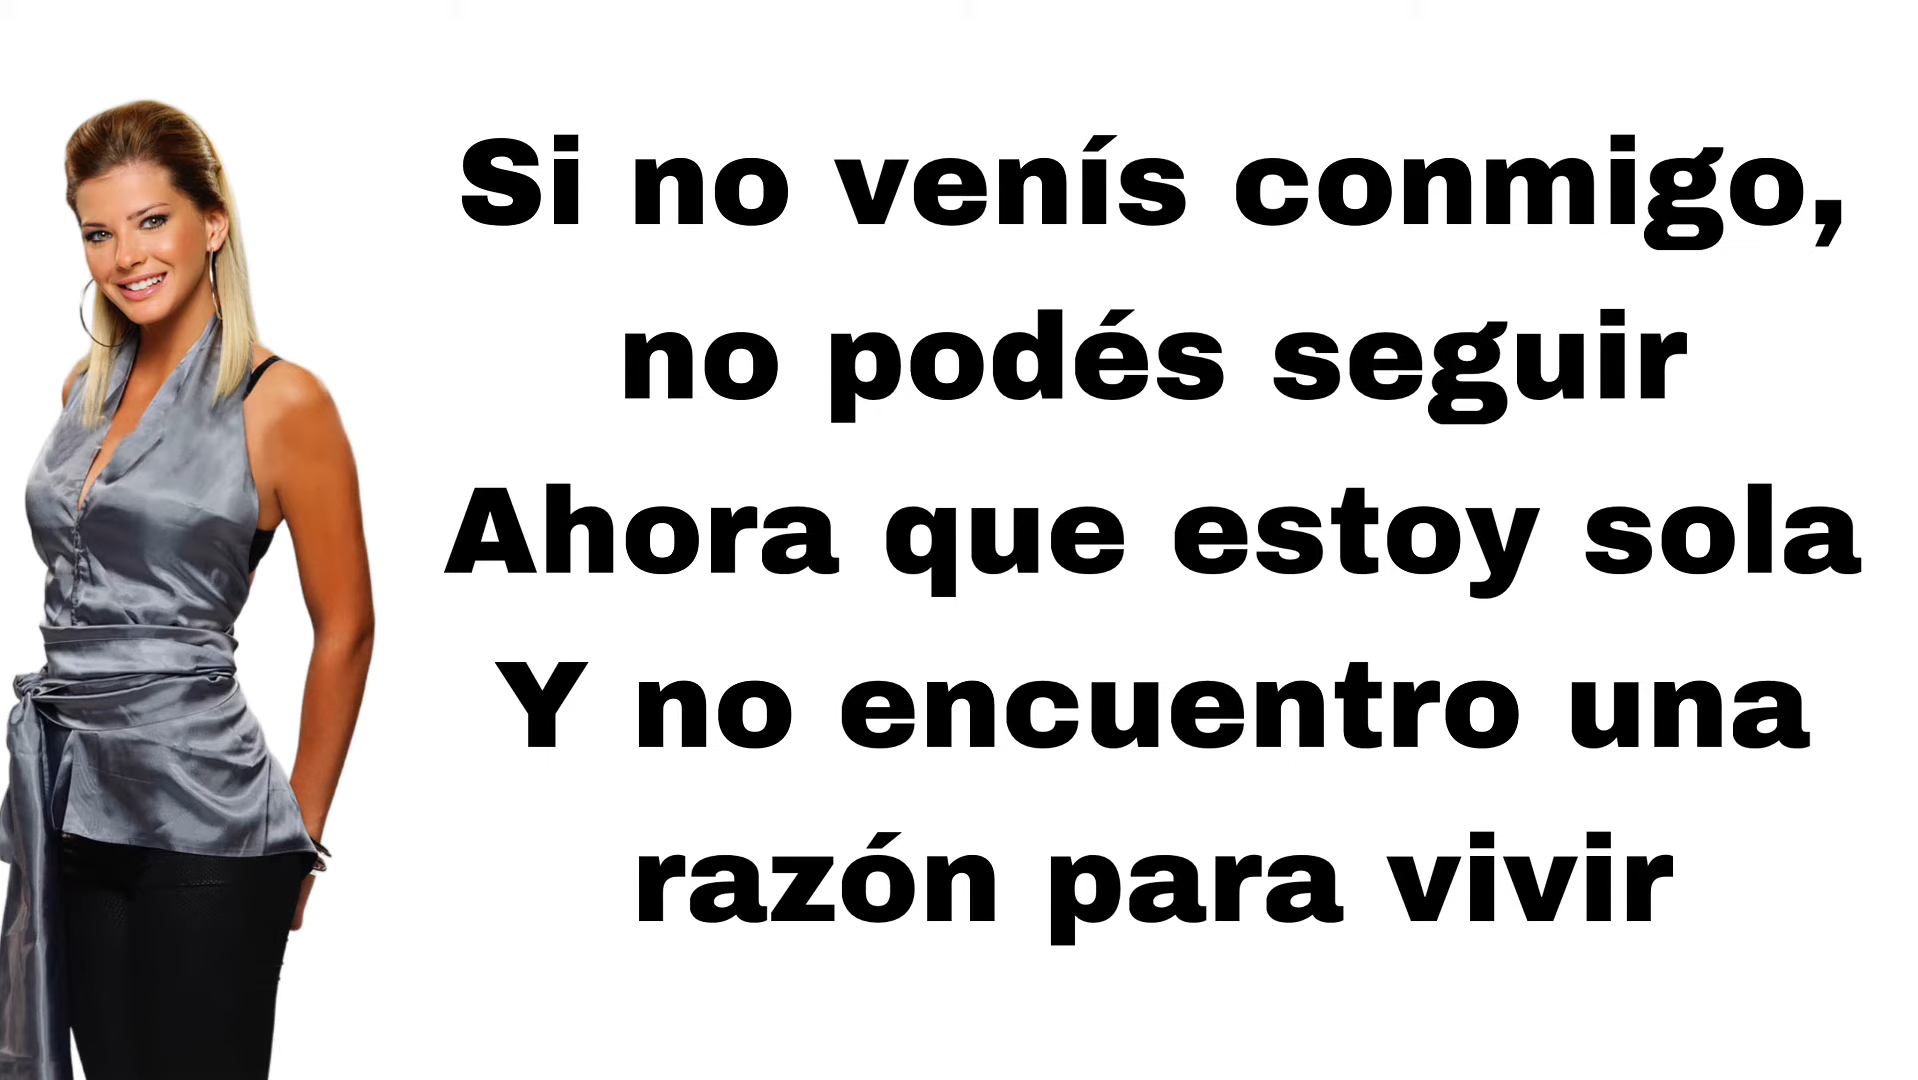 Si no venís conmigo,
no podés seguir
Ahora que estoy sola
Y no encuentro una
razón para vivir